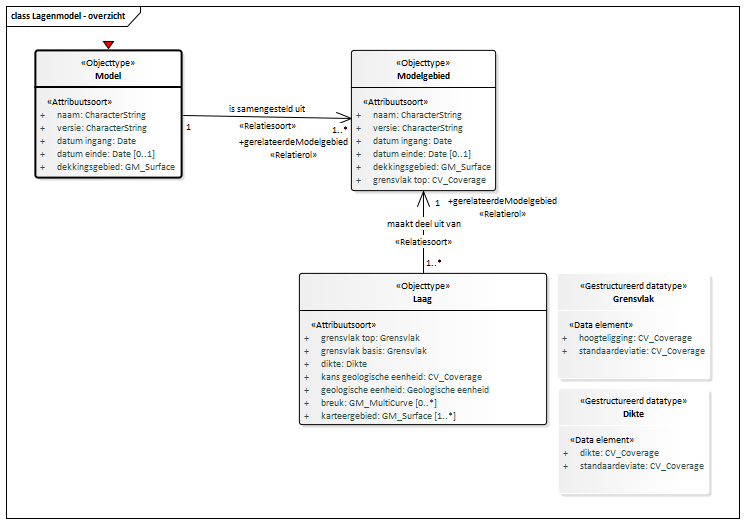 class Lagenmodel - overzicht
«Objecttype»
Model
«Attribuutsoort»
+ naam: CharacterString
+ versie: CharacterString
+ datum ingang: Date
+ datum einde: Date [0..1]
+ dekkingsgebied: GM_Surface
is samengesteld uit
1
«Relatiesoort»
1..*
+gerelateerdeModelgebied
«Relatierol»
«Objecttype»
Modelgebied
«Attribuutsoort»
+ naam: CharacterString
+ versie: CharacterString
+ datum ingang: Date
+ datum einde: Date [0..1]
+ dekkingsgebied: GM_Surface
+ grensvlak top: CV_Coverage
1
+gerelateerdeModelgebied
«Relatierol»
maakt deel uit van
«Relatiesoort»
1..*
«Objecttype»
Laag
«Attribuutsoort»
+ grensvlak top: Grensvlak
+ grensvlak basis: Grensvlak
+ dikte: Dikte
+ kans geologische eenheid: CV_Coverage
+ geologische eenheid: Geologische eenheid
+ breuk: GM_MultiCurve [0..*]
+ karteergebied: GM_Surface [1..*]
«Gestructureerd datatype»
Grensvlak
«Data element»
+ hoogteligging: CV_Coverage
+ standaardeviatie: CV_Coverage
«Gestructureerd datatype»
Dikte
«Data element»
+ dikte: CV_Coverage
+ standaardeviate: CV_Coverage